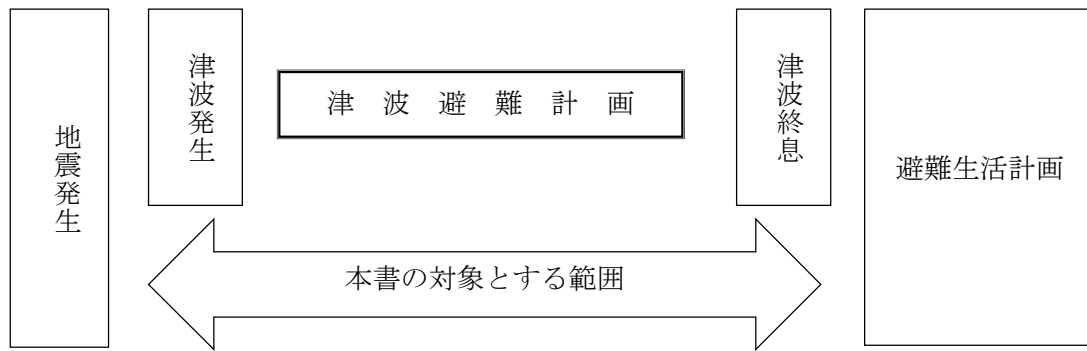 地震発生
津波発生
津波避難計画
津波終息
避難生活計画
本書の対象とする範囲